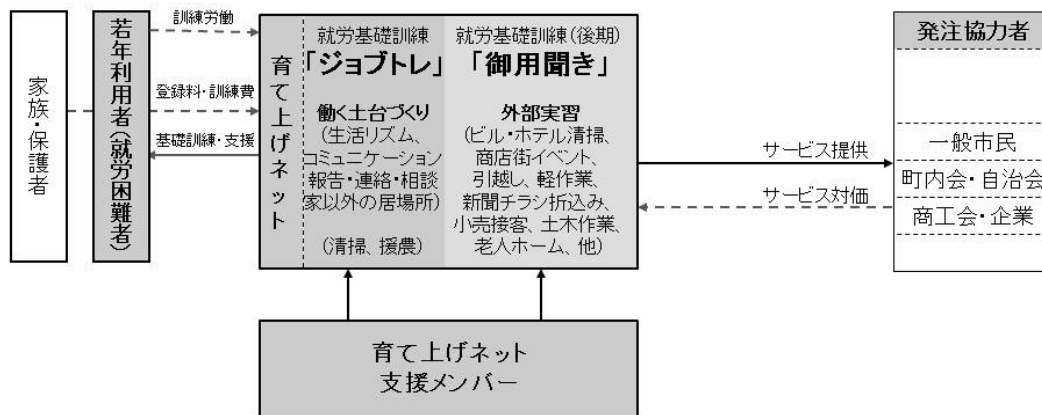 家族・保護者
若年利用者(就労困難者)
訓練労働
登録料・訓練費
基礎訓練・支援
育て上げネット
就労基礎訓練
「ジョブトレ」
働く土台づくり
(生活リズム、
コミュニケーション
報告・連絡・相談
家以外の居場所)
(清掃、援農)
就労基礎訓練(後期)
「御用聞き」
外部実習
(ビル・ホテル清掃、
商店街イベント、
引越し、軽作業、
新聞チラシ折込み、
小売接客、土木作業、
老人ホーム、他)
サービス提供
サービス対価
発注協力者
一般市民
町内会・自治会
商工会・企業
育て上げネット
支援メンバー